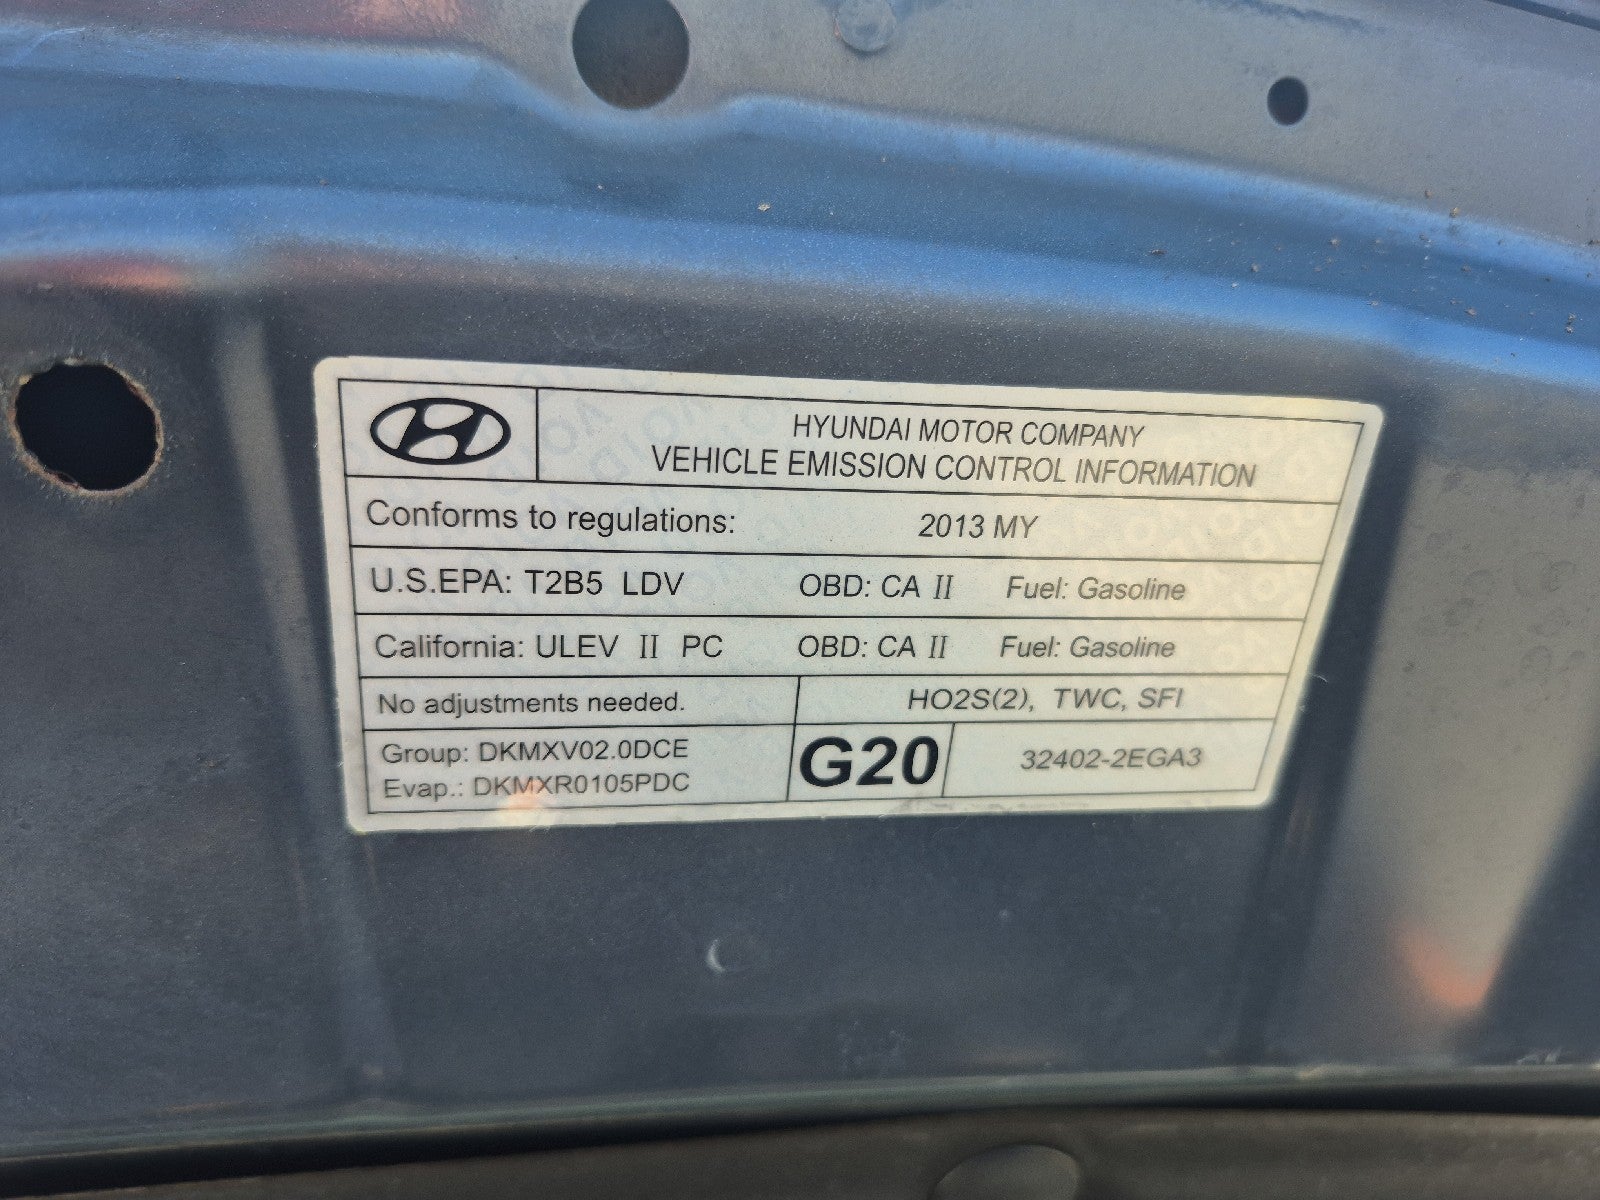 HYUNDAI MOTOR COMPANY
VEHICLE EMISSION CONTROL INFORMATION
Conforms to regulations: 2013 MY
U.S.EPA: T2B5 LDV OBD: CA II Fuel: Gasoline
California: ULEV II PC OBD: CA II Fuel: Gasoline
No adjustments needed. HO2S(2), TWC, SFI
Group: DKMXV02.0DCE
Evap.: DKMXR0105PDC
G20 32402-2EGA3